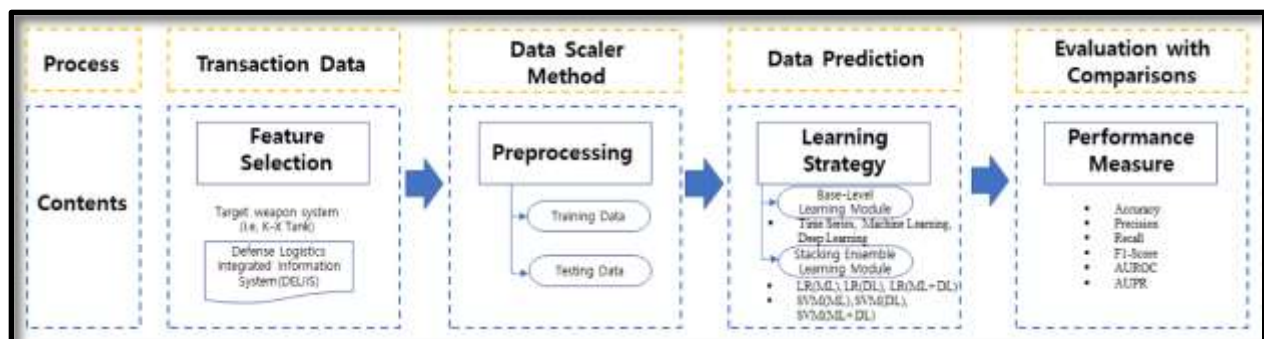 Process
Transaction Data
Data Scaler
Method
Data Prediction
Evaluation with
Comparisons
Contents
Feature
Selection
Target weapon system
(i.e. K-X Tank)
Defense Logistics
Integrated Information
System(DELIIS)
Preprocessing
Training Data
Testing Data
Learning
Strategy
Base-Level
Learning Module
• Time Series, Machine Learning,
Deep Learning
Stacking Ensemble
Learning Module
• LR(ML), LR(DL), LR(ML+DL)
• SVM(ML), SVM(DL),
SVM(ML+DL)
Performance
Measure
• Accuracy
• Precision
• Recall
• F1-Score
• AUROC
• AUPR